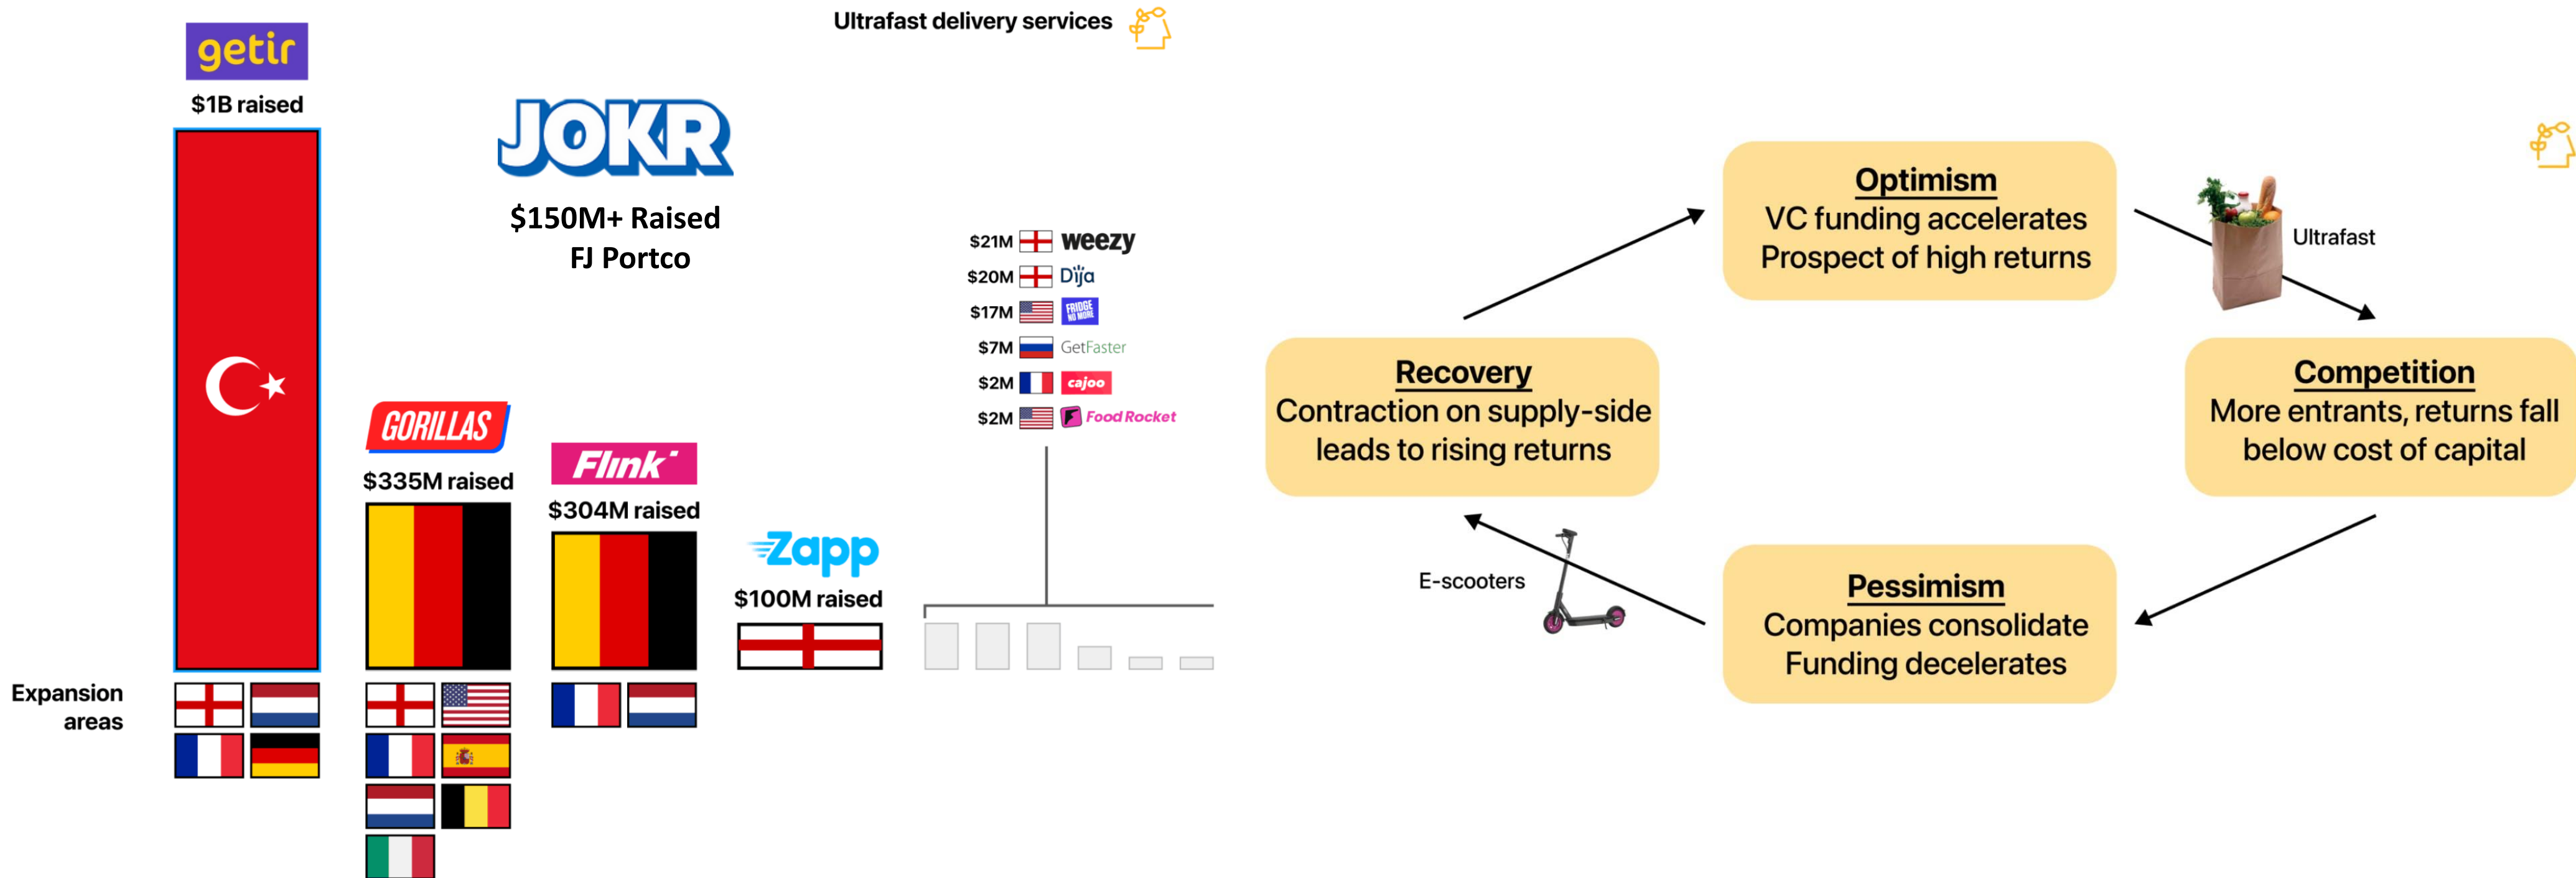 Ultrafast delivery services
getir
$1B raised
JOKR
$150M+ Raised
FJ Portco
GORILLAS
$335M raised
Flink
$304M raised
Zapp
$100M raised
$21M weezy
$20M Dija
$17M FRIDGE NO MORE
$7M GetFaster
$2M cajoo
$2M Food Rocket
Expansion
areas
Optimism
VC funding accelerates
Prospect of high returns
Ultrafast
Competition
More entrants, returns fall
below cost of capital
Pessimism
Companies consolidate
Funding decelerates
E-scooters
Recovery
Contraction on supply-side
leads to rising returns